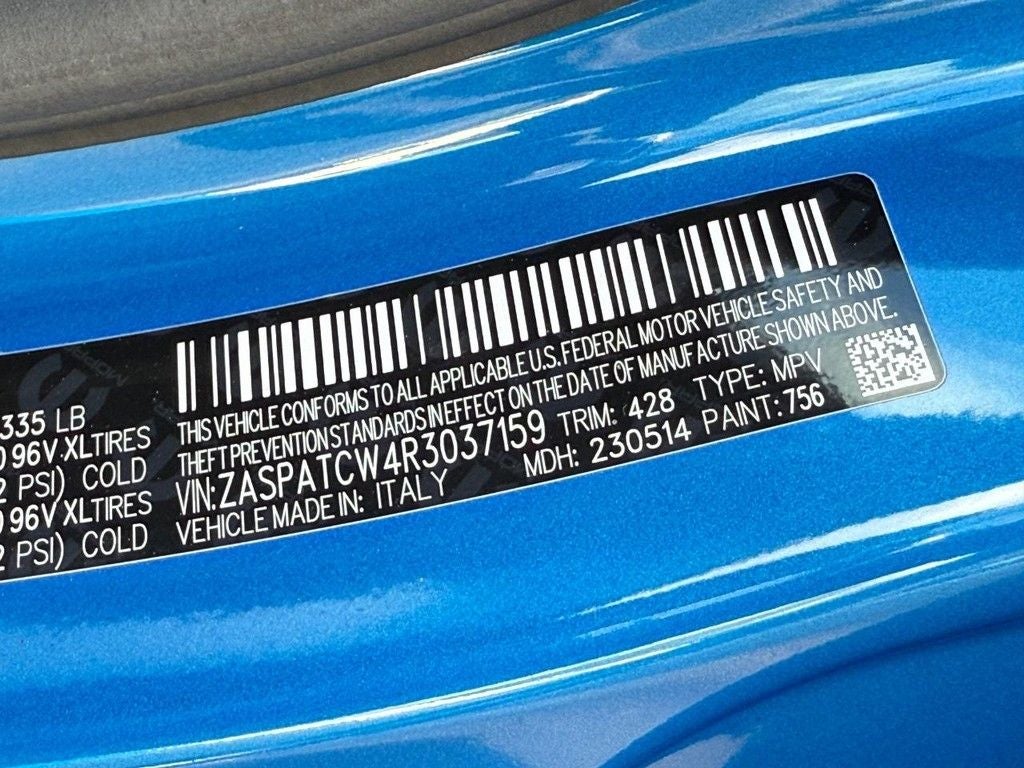 335 LB
96V XL TIRES
PSI) COLD
96V XL TIRES
PSI) COLD
THIS VEHICLE CONFORMS TO ALL APPLICABLE U.S. FEDERAL MOTOR VEHICLE SAFETY AND
THEFT PREVENTION STANDARDS IN EFFECT ON THE DATE OF MANUFACTURE SHOWN ABOVE.
VIN: ZASPATCW4R3037159 TRIM: 428 TYPE: MPV
VEHICLE MADE IN: ITALY MDH: 230514 PAINT: 756